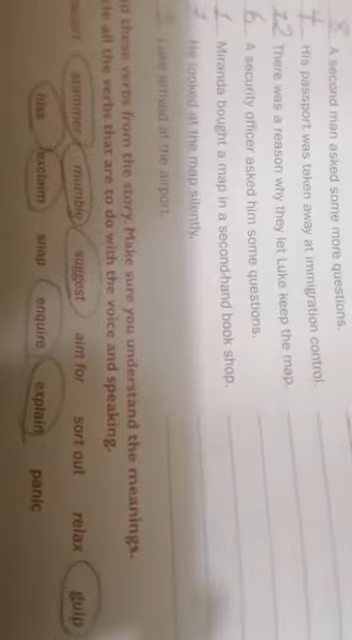 8 A second man asked some more questions.
4 His passport was taken away at immigration control.
12 There was a reason why they let Luke keep the map.
6 A security officer asked him some questions.
1 Miranda bought a map in a second-hand book shop.
7 He looked at the map silently.
Luke arrived at the airport.
these verbs from the story. Make sure you understand the meanings.
all the verbs that are to do with the voice and speaking.
stammer mumble suggest aim for sort out relax gulp
hiss exclaim snap enquire explain panic